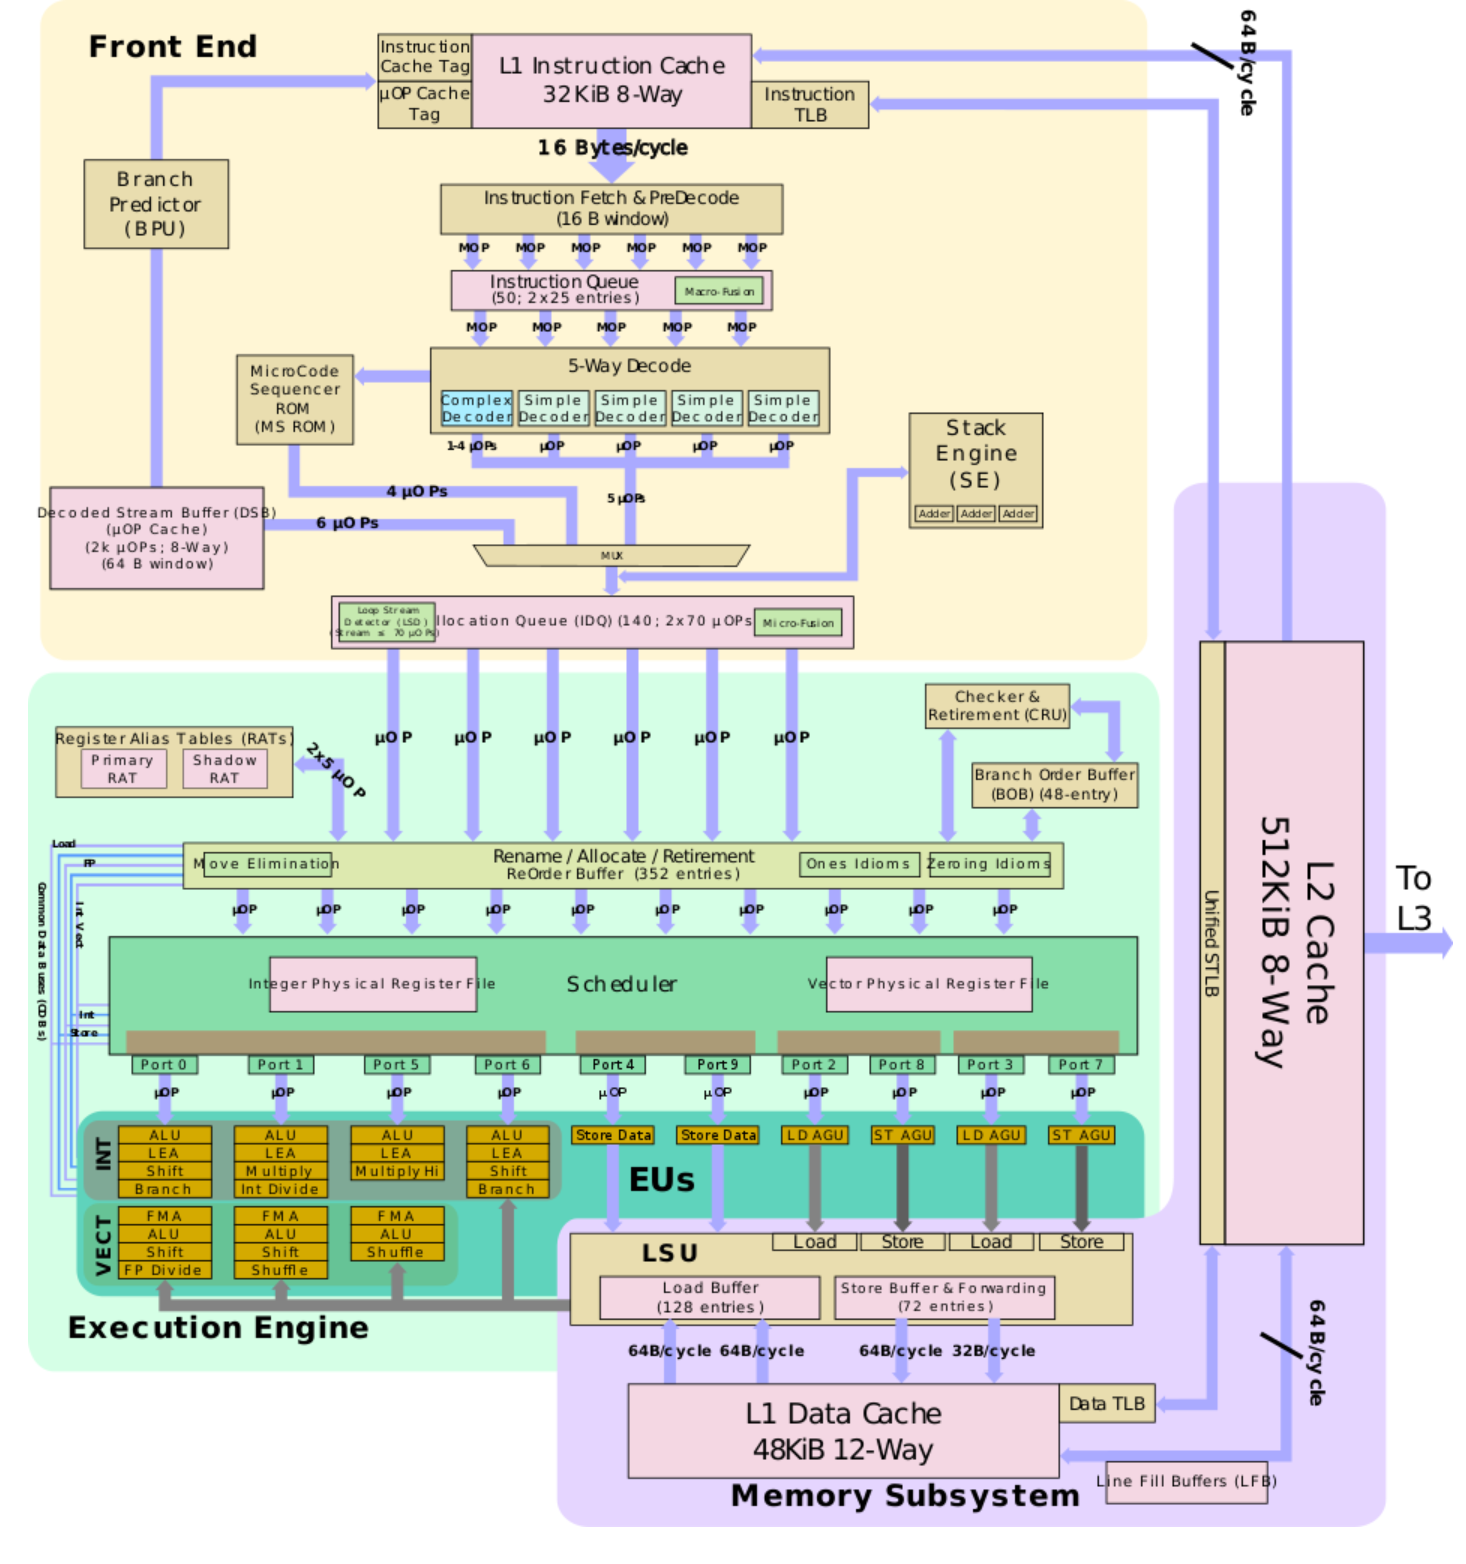 Front End
Instruction
Cache Tag
µOP Cache
Tag
L1 Instruction Cache
32KiB 8-Way
Instruction
TLB
64B/cycle
16 Bytes/cycle
Branch
Predictor
(BPU)
Instruction Fetch & PreDecode
(16 B window)
MOP MOP MOP MOP MOP MOP
Instruction Queue
(50; 2x25 entries)
Macro-Fusion
MOP MOP MOP MOP MOP
MicroCode
Sequencer
ROM
(MS ROM)
5-Way Decode
Complex
Decoder
Simple
Decoder
Simple
Decoder
Simple
Decoder
Simple
Decoder
1-4 µOPs µOP µOP µOP µOP
Stack
Engine
(SE)
Adder Adder Adder
4 µOPs
5 µOPs
6 µOPs
Decoded Stream Buffer (DSB)
(µOP Cache)
(2k µOPs; 8-Way)
(64 B window)
MUX
Loop Stream
Detector (LSD)
(Stream ≤ 70 µOPs)
llocation Queue (IDQ) (140; 2x70 µOPs
Micro-Fusion
Register Alias Tables (RATs)
Primary
RAT
Shadow
RAT
2x5 µOP
µOP µOP µOP µOP µOP µOP
Checker &
Retirement (CRU)
Branch Order Buffer
(BOB) (48-entry)
Load
FP
Int Vect
Common Data Buses (CDBs)
Int
Store
Move Elimination
Rename / Allocate / Retirement
ReOrder Buffer (352 entries)
Ones Idioms
Zeroing Idioms
µOP µOP µOP µOP µOP µOP µOP µOP µOP µOP
Integer Physical Register File
Scheduler
Vector Physical Register File
Port 0 Port 1 Port 5 Port 6 Port 4 Port 9 Port 2 Port 8 Port 3 Port 7
µOP µOP µOP µOP µOP µOP µOP µOP µOP µOP
INT
ALU
LEA
Shift
Branch
ALU
LEA
Multiply
Int Divide
ALU
LEA
MultiplyHi
ALU
LEA
Shift
Branch
Store Data
Store Data
LD AGU
ST AGU
LD AGU
ST AGU
EUs
VECT
FMA
ALU
Shift
FP Divide
FMA
ALU
Shift
Shuffle
FMA
ALU
Shuffle
Execution Engine
LSU
Load
Store
Load
Store
Load Buffer
(128 entries)
Store Buffer & Forwarding
(72 entries)
64B/cycle 64B/cycle 64B/cycle 32B/cycle
L1 Data Cache
48KiB 12-Way
Data TLB
Line Fill Buffers (LFB)
Memory Subsystem
Unified STLB
L2 Cache
512KiB 8-Way
To
L3
64B/cycle